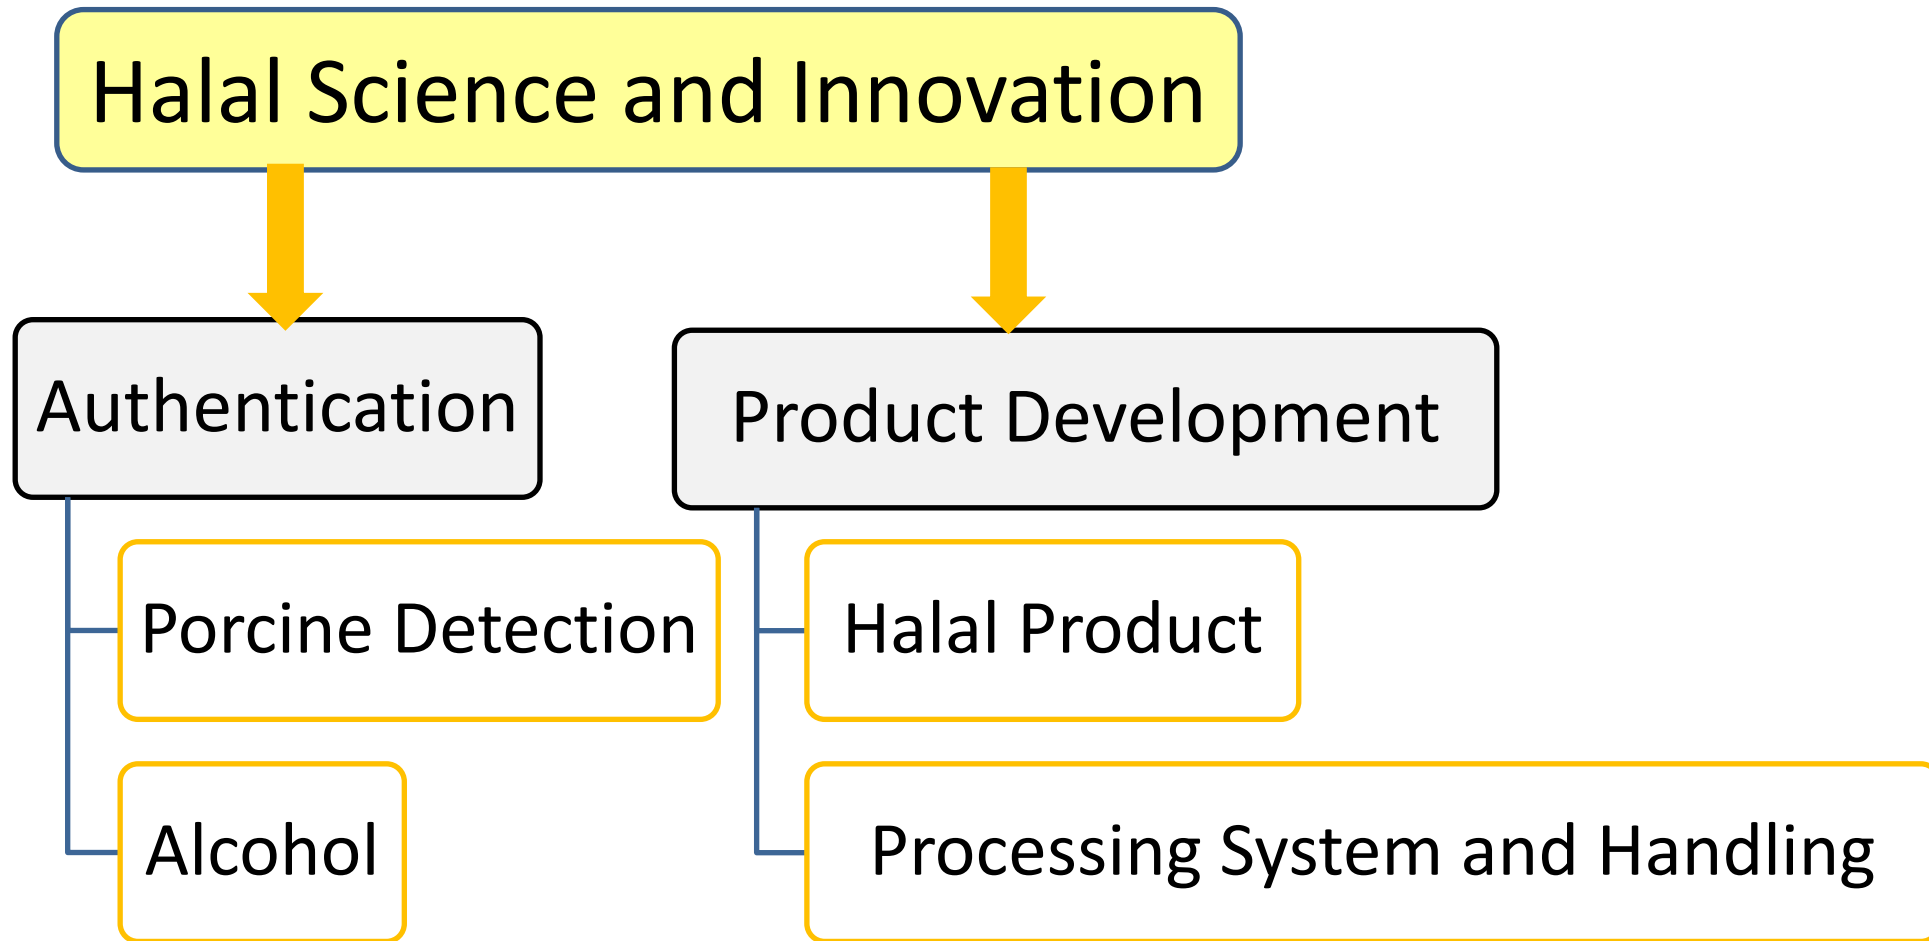 Halal Science and Innovation
Authentication
Product Development
Porcine Detection
Halal Product
Alcohol
Processing System and Handling